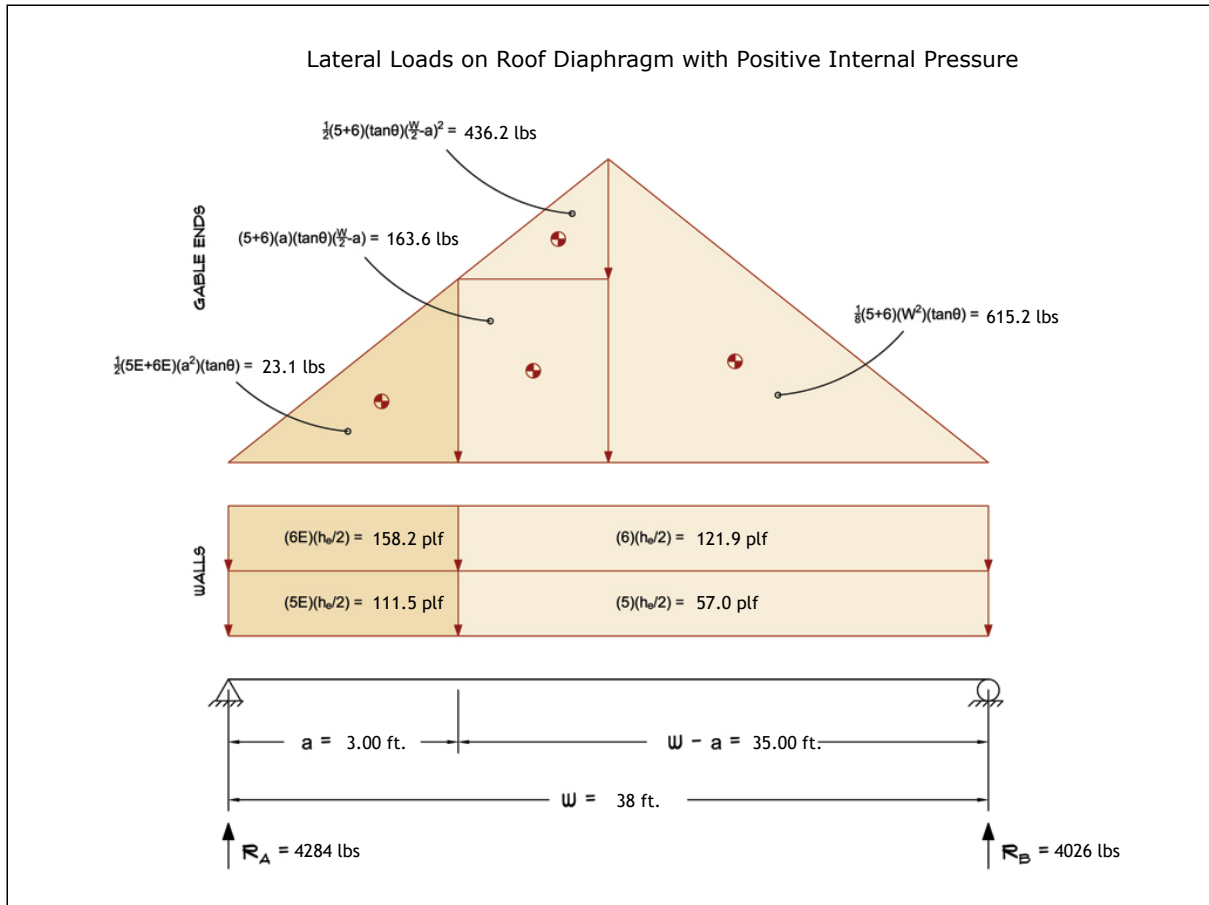 Lateral Loads on Roof Diaphragm with Positive Internal Pressure
½(5+6)(tanθ)(W/2-a)² = 436.2 lbs
GABLE ENDS
(5+6)(a)(tanθ)(W/2-a) = 163.6 lbs
⅛(5+6)(W²)(tanθ) = 615.2 lbs
½(5E+6E)(a²)(tanθ) = 23.1 lbs
WALLS
(6E)(hₑ/2) = 158.2 plf (6)(hₑ/2) = 121.9 plf
(5E)(hₑ/2) = 111.5 plf (5)(hₑ/2) = 57.0 plf
a = 3.00 ft. W - a = 35.00 ft.
W = 38 ft.
R_A = 4284 lbs R_B = 4026 lbs